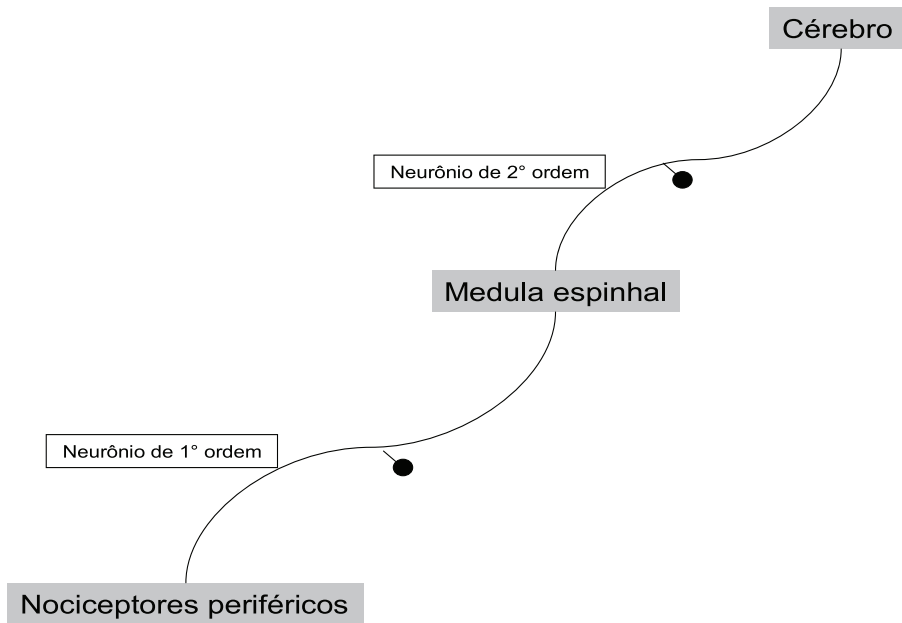 Cérebro
Neurônio de 2° ordem
Medula espinhal
Neurônio de 1° ordem
Nociceptores periféricos